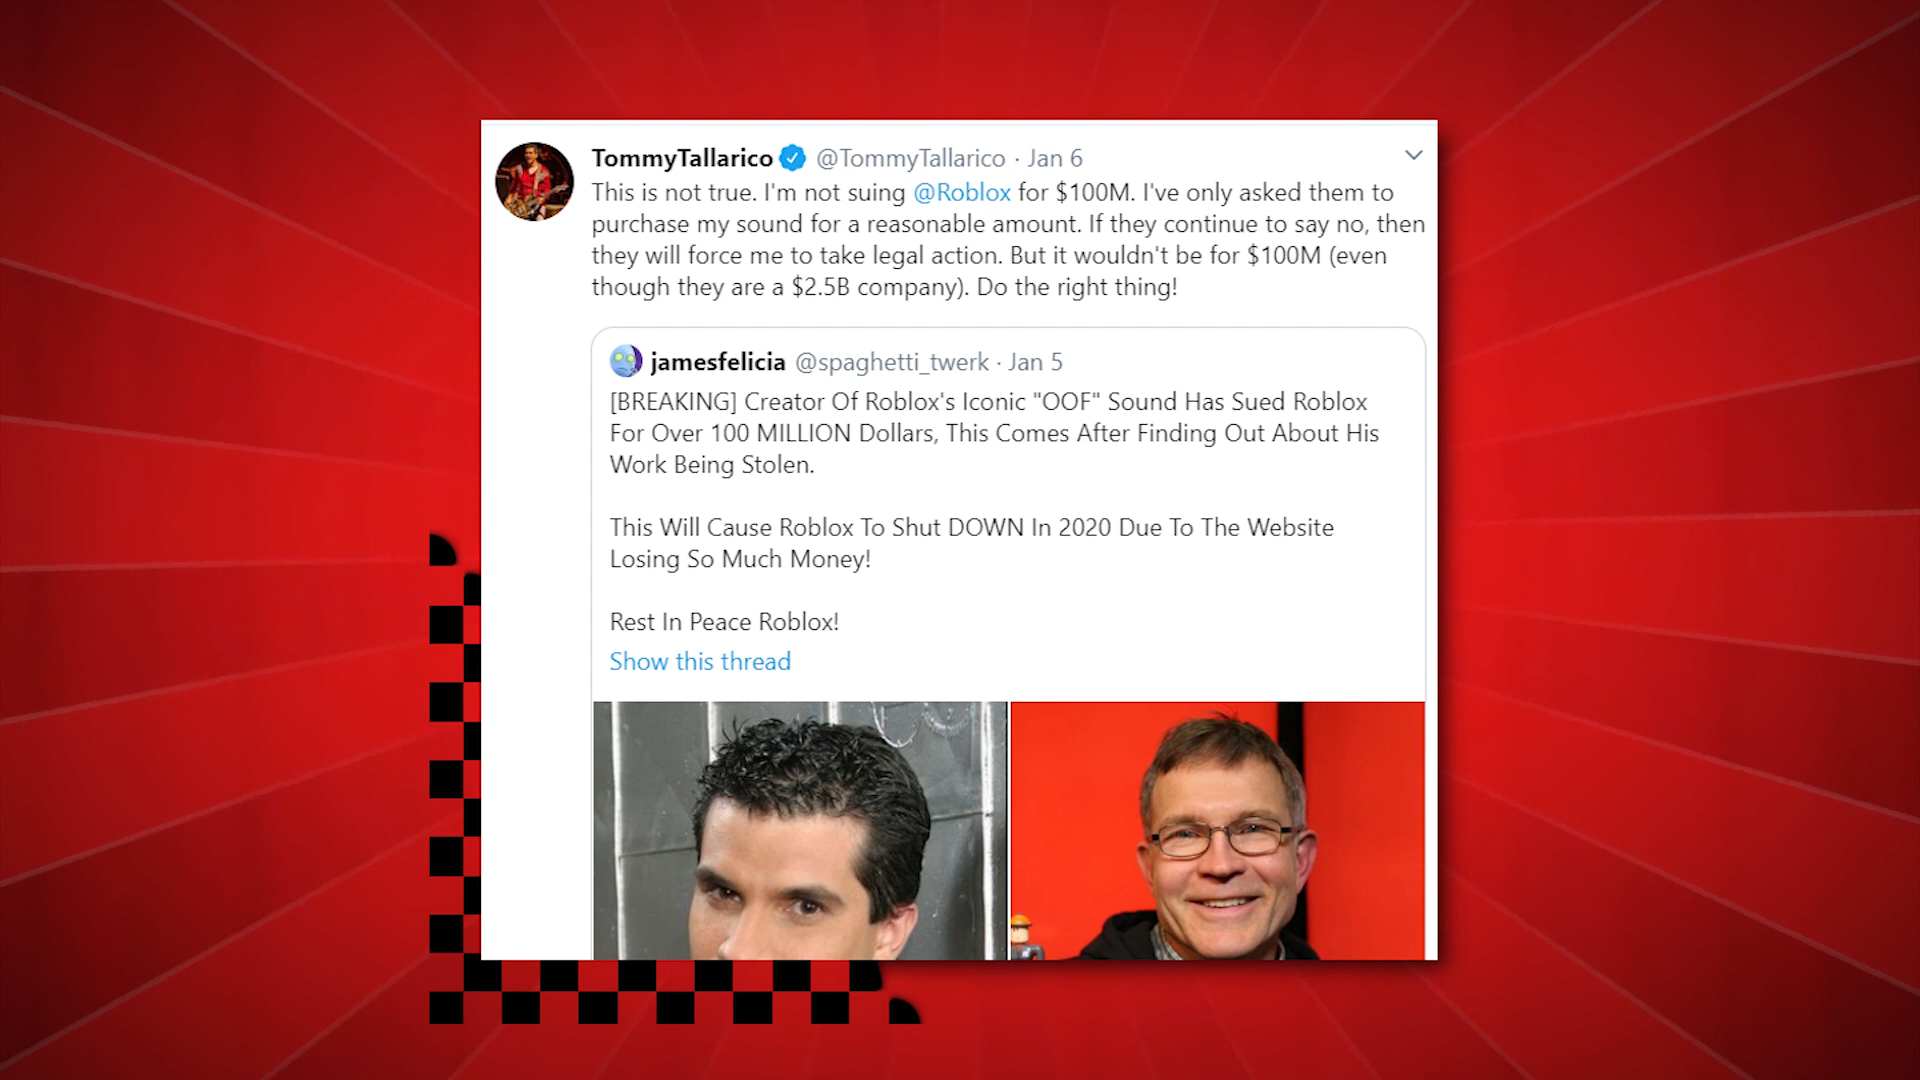 TommyTallarico @TommyTallarico · Jan 6
This is not true. I'm not suing @Roblox for $100M. I've only asked them to
purchase my sound for a reasonable amount. If they continue to say no, then
they will force me to take legal action. But it wouldn't be for $100M (even
though they are a $2.5B company). Do the right thing!
jamesfelicia @spaghetti_twerk · Jan 5
[BREAKING] Creator Of Roblox's Iconic "OOF" Sound Has Sued Roblox
For Over 100 MILLION Dollars, This Comes After Finding Out About His
Work Being Stolen.
This Will Cause Roblox To Shut DOWN In 2020 Due To The Website
Losing So Much Money!
Rest In Peace Roblox!
Show this thread